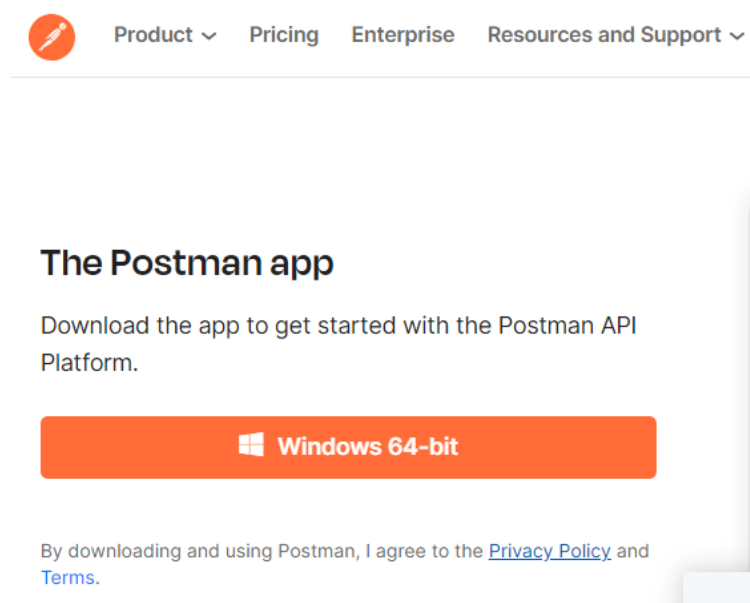 Product Pricing Enterprise Resources and Support
The Postman app
Download the app to get started with the Postman API
Platform.
Windows 64-bit
By downloading and using Postman, I agree to the Privacy Policy and
Terms.